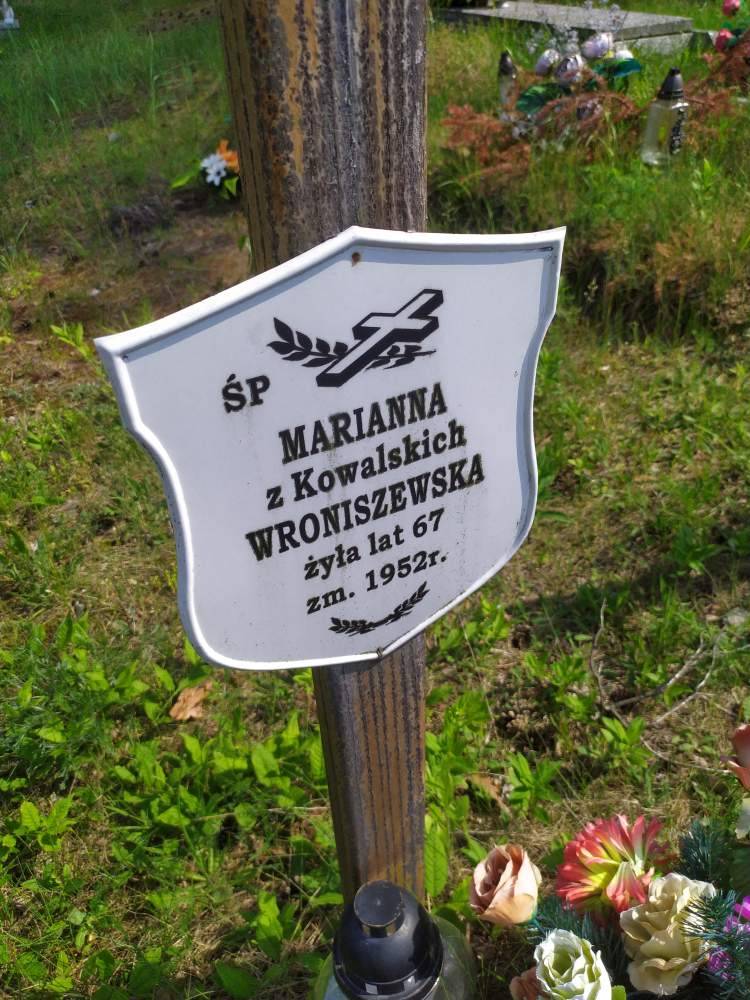 ŚP
MARIANNA
z Kowalskich
WRONISZEWSKA
żyła lat 67
zm. 1952r.